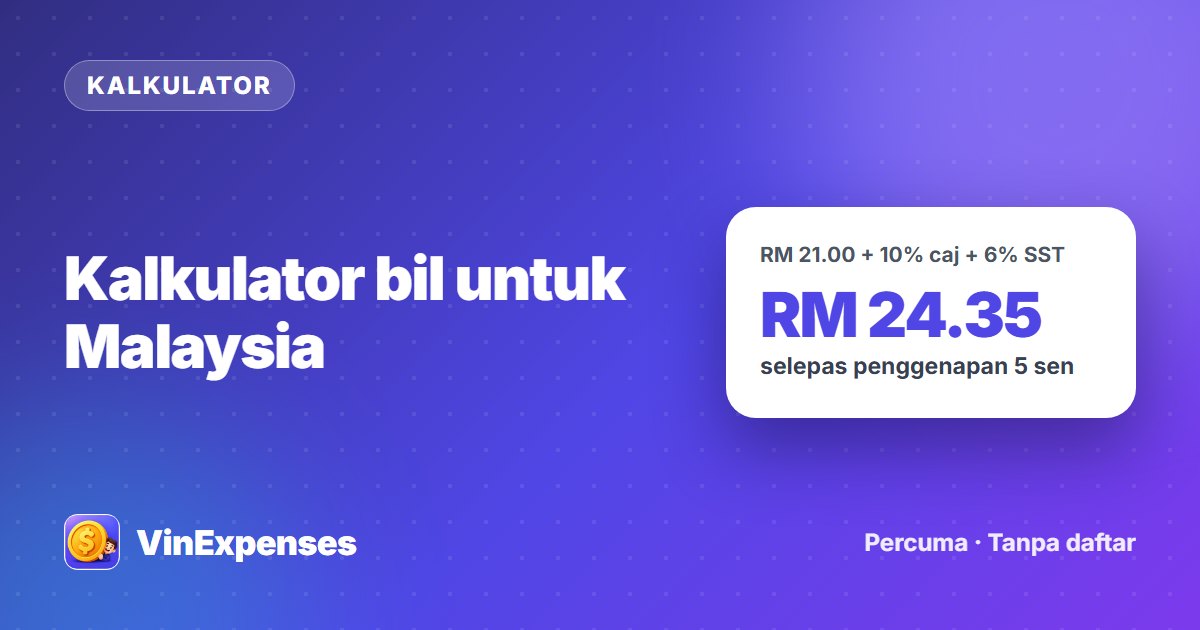 KALKULATOR
Kalkulator bil untuk
Malaysia
RM 21.00 + 10% caj + 6% SST
RM 24.35
selepas penggenapan 5 sen
VinExpenses
Percuma · Tanpa daftar